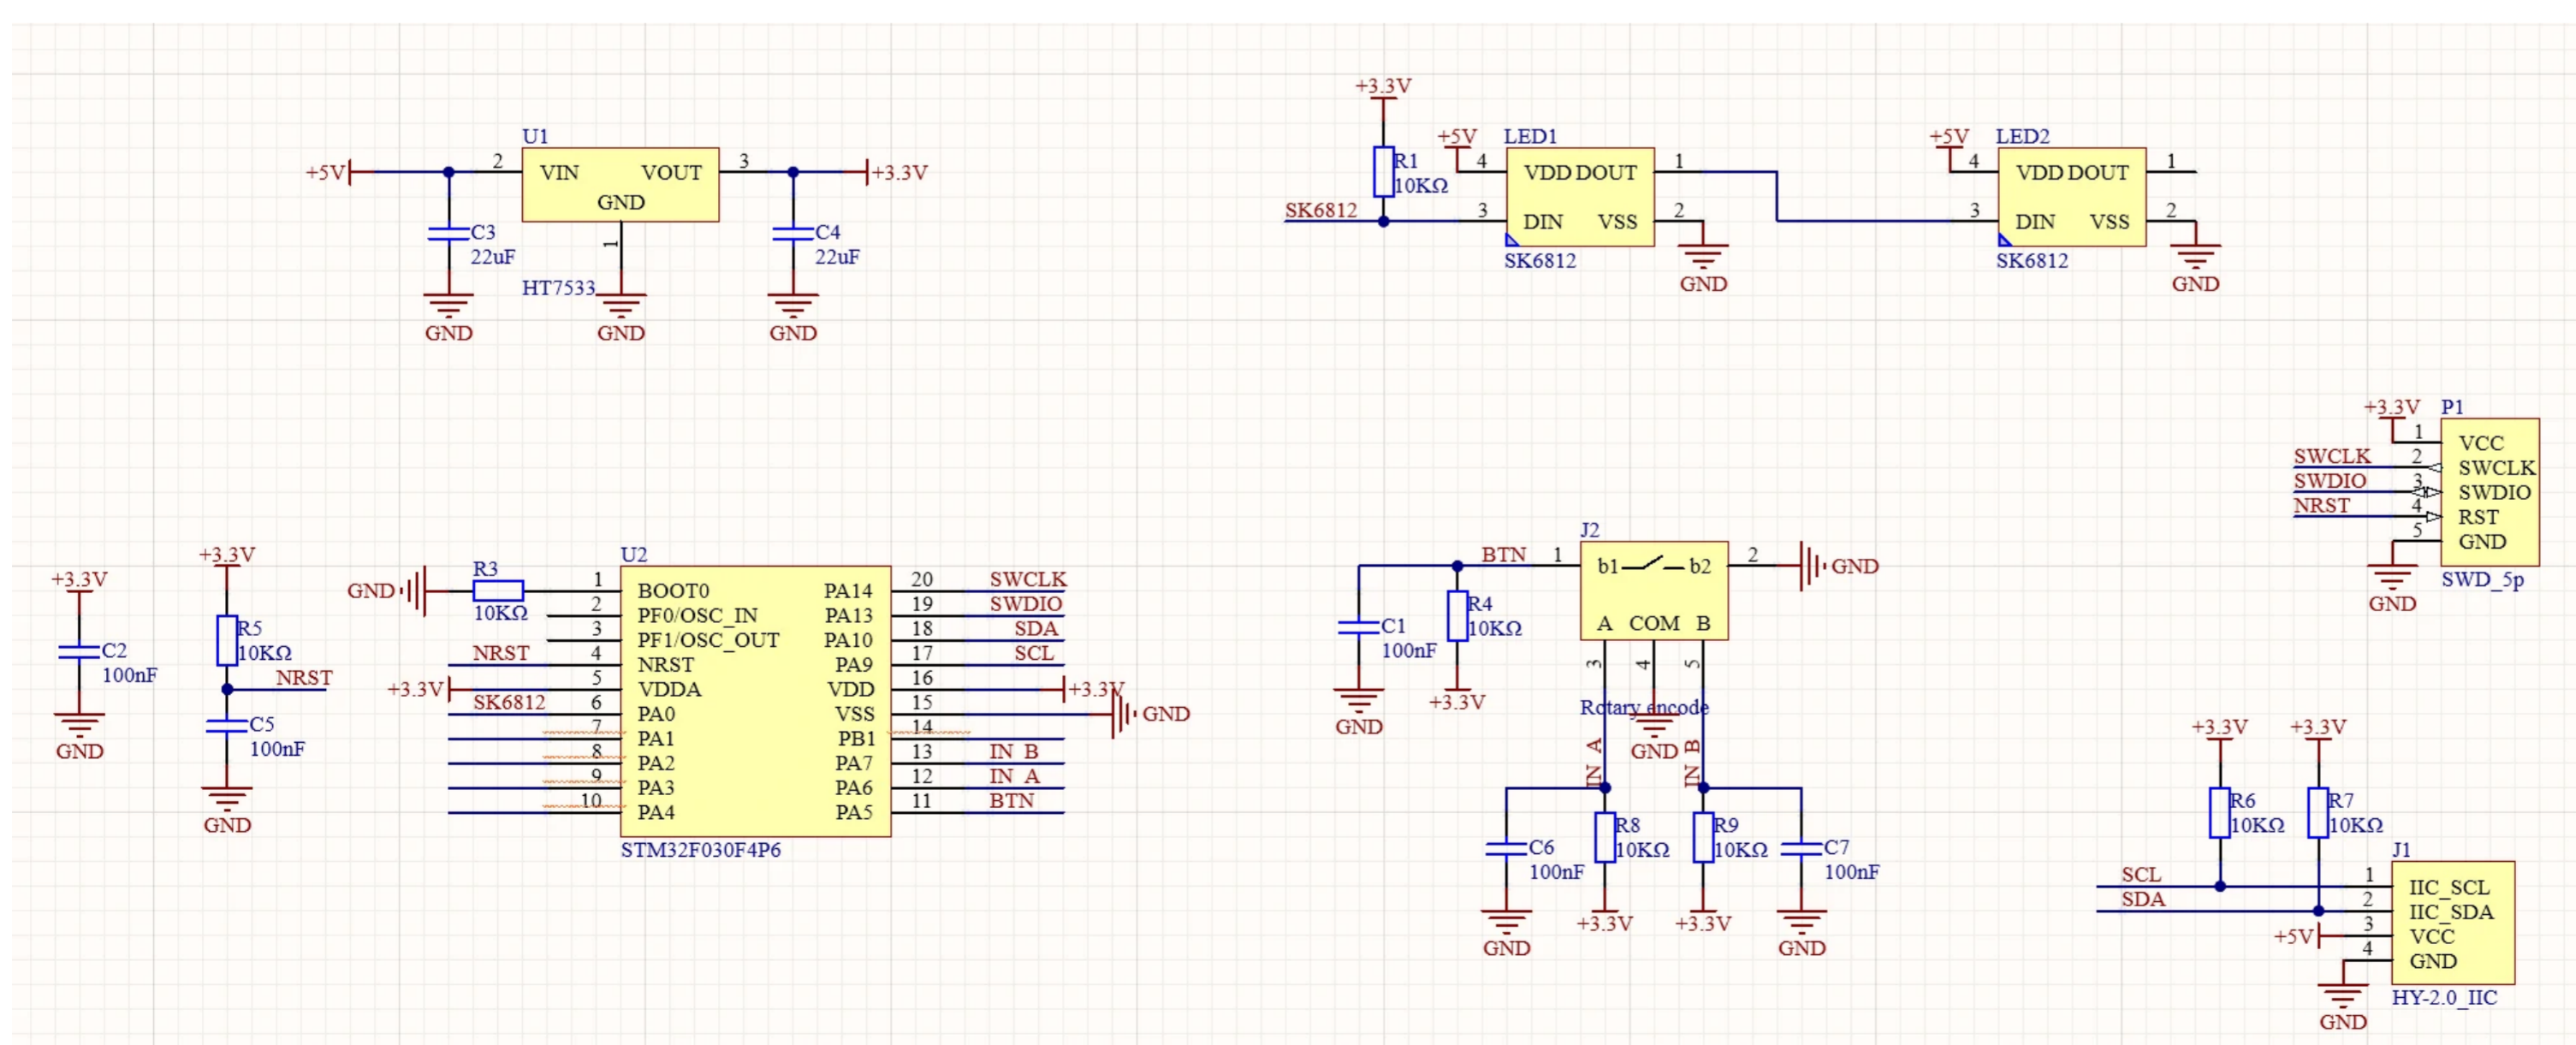 +5V
U1
2
VIN
VOUT
3
+3.3V
GND
1
C3
22uF
C4
22uF
HT7533
GND
GND
GND
+3.3V
R1
10KΩ
SK6812
+5V
LED1
4
VDD
DOUT
1
3
DIN
VSS
2
SK6812
GND
+5V
LED2
4
VDD
DOUT
1
3
DIN
VSS
2
SK6812
GND
+3.3V
C2
100nF
GND
+3.3V
R5
10KΩ
NRST
C5
100nF
GND
GND
R3
10KΩ
U2
1
BOOT0
PA14
20
SWCLK
2
PF0/OSC_IN
PA13
19
SWDIO
3
PF1/OSC_OUT
PA10
18
SDA
NRST
4
NRST
PA9
17
SCL
+3.3V
5
VDDA
VDD
16
+3.3V
SK6812
6
PA0
VSS
15
GND
7
PA1
PB1
14
8
PA2
PA7
13
IN_B
9
PA3
PA6
12
IN_A
10
PA4
PA5
11
BTN
STM32F030F4P6
J2
BTN
1
b1
b2
2
GND
A
COM
B
3
4
5
C1
100nF
GND
R4
10KΩ
+3.3V
Rotary encode
GND
IN_A
IN_B
C6
100nF
GND
R8
10KΩ
+3.3V
R9
10KΩ
+3.3V
C7
100nF
GND
+3.3V
P1
1
VCC
SWCLK
2
SWCLK
SWDIO
3
SWDIO
NRST
4
RST
5
GND
GND
SWD_5p
+3.3V
+3.3V
R6
10KΩ
R7
10KΩ
J1
SCL
1
IIC_SCL
SDA
2
IIC_SDA
+5V
3
VCC
4
GND
HY-2.0_IIC
GND